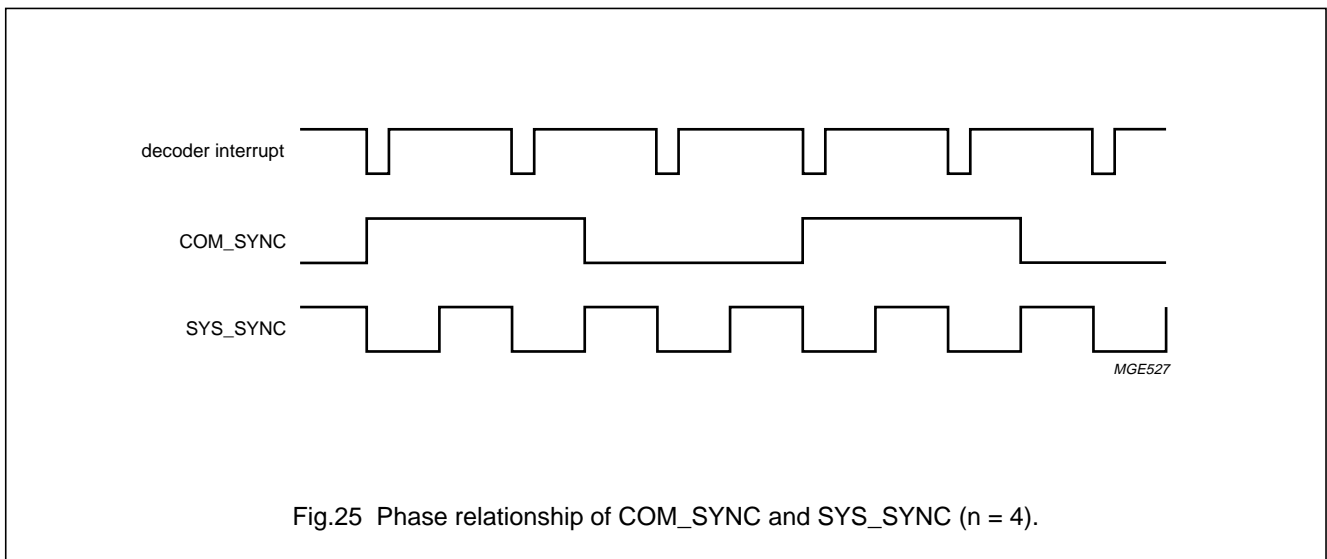 decoder interrupt
COM_SYNC
SYS_SYNC
MGE527
Fig.25 Phase relationship of COM_SYNC and SYS_SYNC (n = 4).